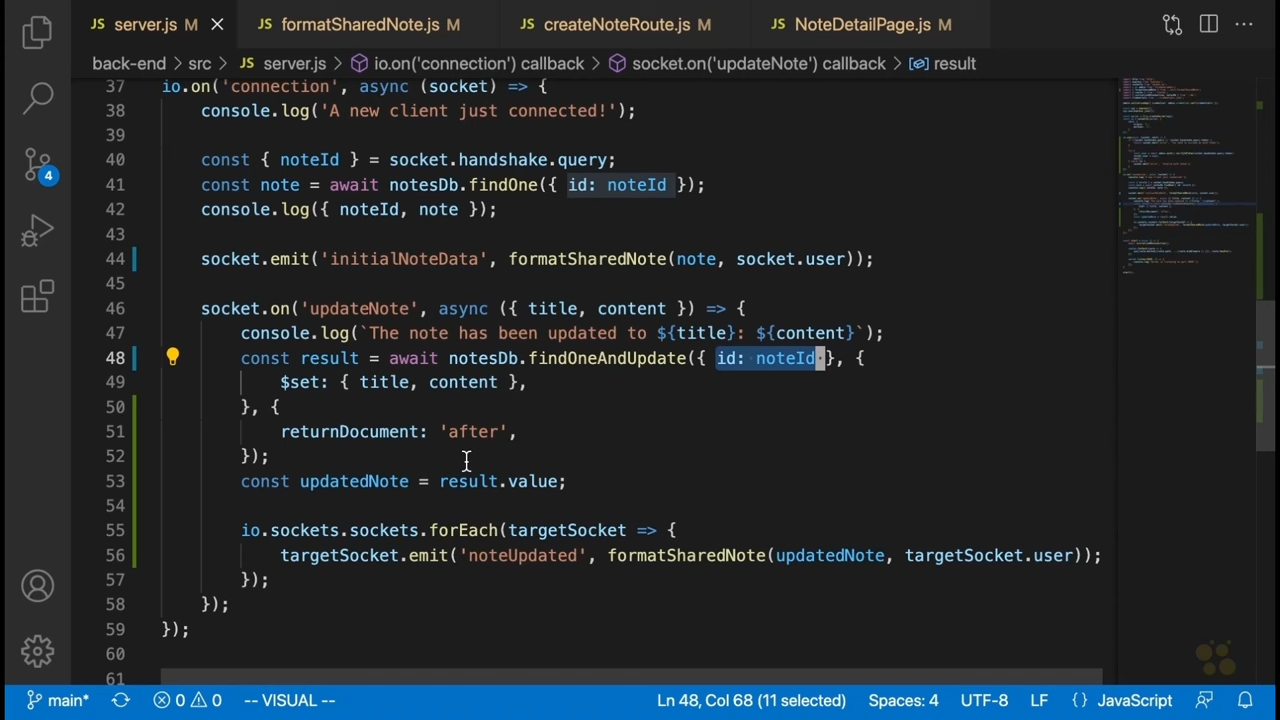 JS server.js M × JS formatSharedNote.js M JS createNoteRoute.js M JS NoteDetailPage.js M ...
back-end > src > JS server.js > io.on('connection') callback > socket.on('updateNote') callback > result
37 io.on('connection', async (socket) => {
38 console.log('A new client just connected!');
39
40 const { noteId } = socket.handshake.query;
41 const note = await notesDb.findOne({ id: noteId });
42 console.log({ noteId, note });
43
44 socket.emit('initialNoteData', formatSharedNote(note, socket.user));
45
46 socket.on('updateNote', async ({ title, content }) => {
47 console.log(`The note has been updated to ${title}: ${content}`);
48 const result = await notesDb.findOneAndUpdate({ id: noteId }, {
49 $set: { title, content },
50 }, {
51 returnDocument: 'after',
52 });
53 const updatedNote = result.value;
54
55 io.sockets.sockets.forEach(targetSocket => {
56 targetSocket.emit('noteUpdated', formatSharedNote(updatedNote, targetSocket.user));
57 });
58 });
59 });
60
61
4
main* 0 0 -- VISUAL -- Ln 48, Col 68 (11 selected) Spaces: 4 UTF-8 LF {} JavaScript